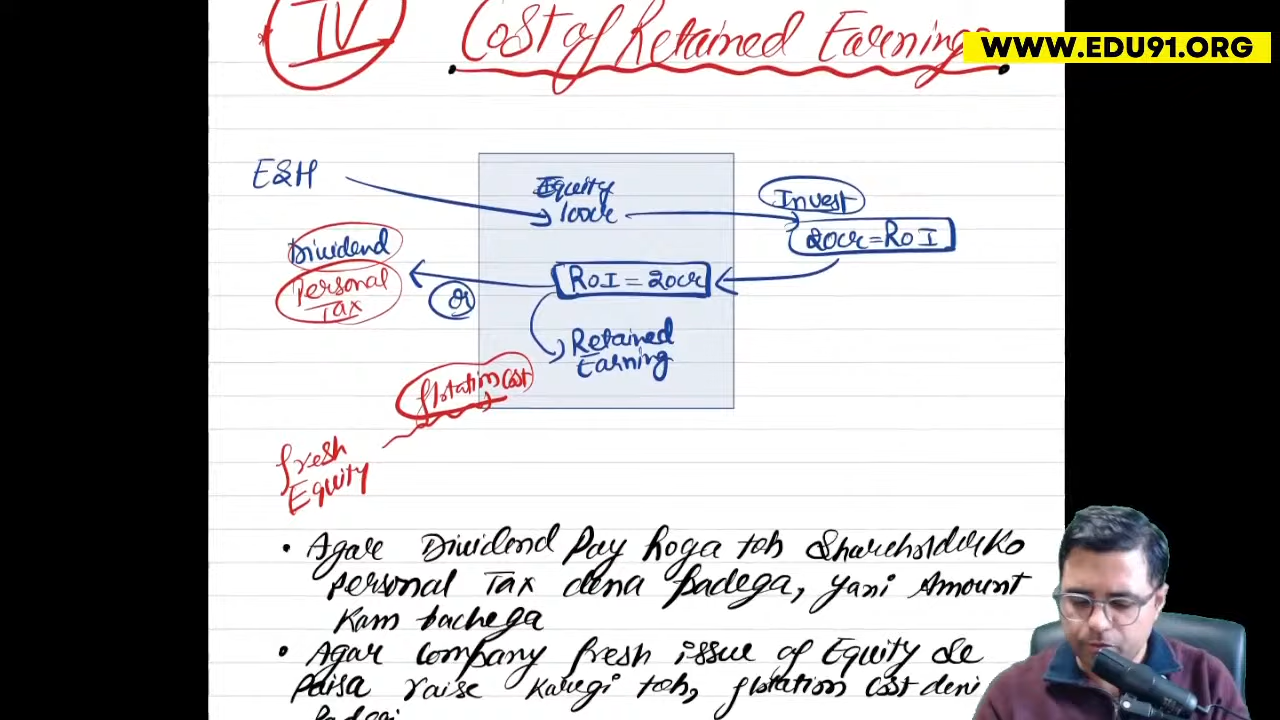 IV
Cost of Retained Earning
WWW.EDU91.ORG
ESH
Equity
100cr
Invest
20cr = ROI
Dividend
Personal
Tax
or
ROI = 20cr
Retained
Earning
flotation cost
fresh
Equity
• Agar Dividend Pay hoga toh Shareholder ko
Personal Tax dena padega, yani Amount
Kam bachega
• Agar Company fresh issue of Equity se
Paisa raise Karegi toh, flotation cost deni
Padegi